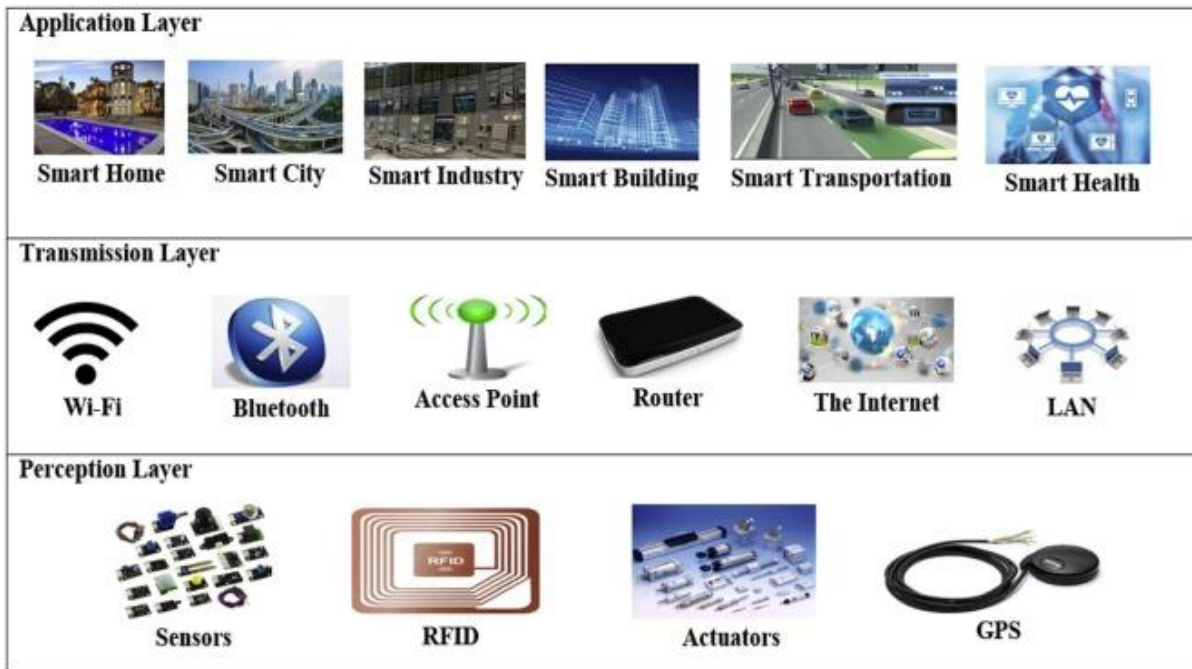 Application Layer
Smart Home
Smart City
Smart Industry
Smart Building
Smart Transportation
Smart Health
Transmission Layer
Wi-Fi
Bluetooth
Access Point
Router
The Internet
LAN
Perception Layer
RFID
Sensors
RFID
Actuators
GPS